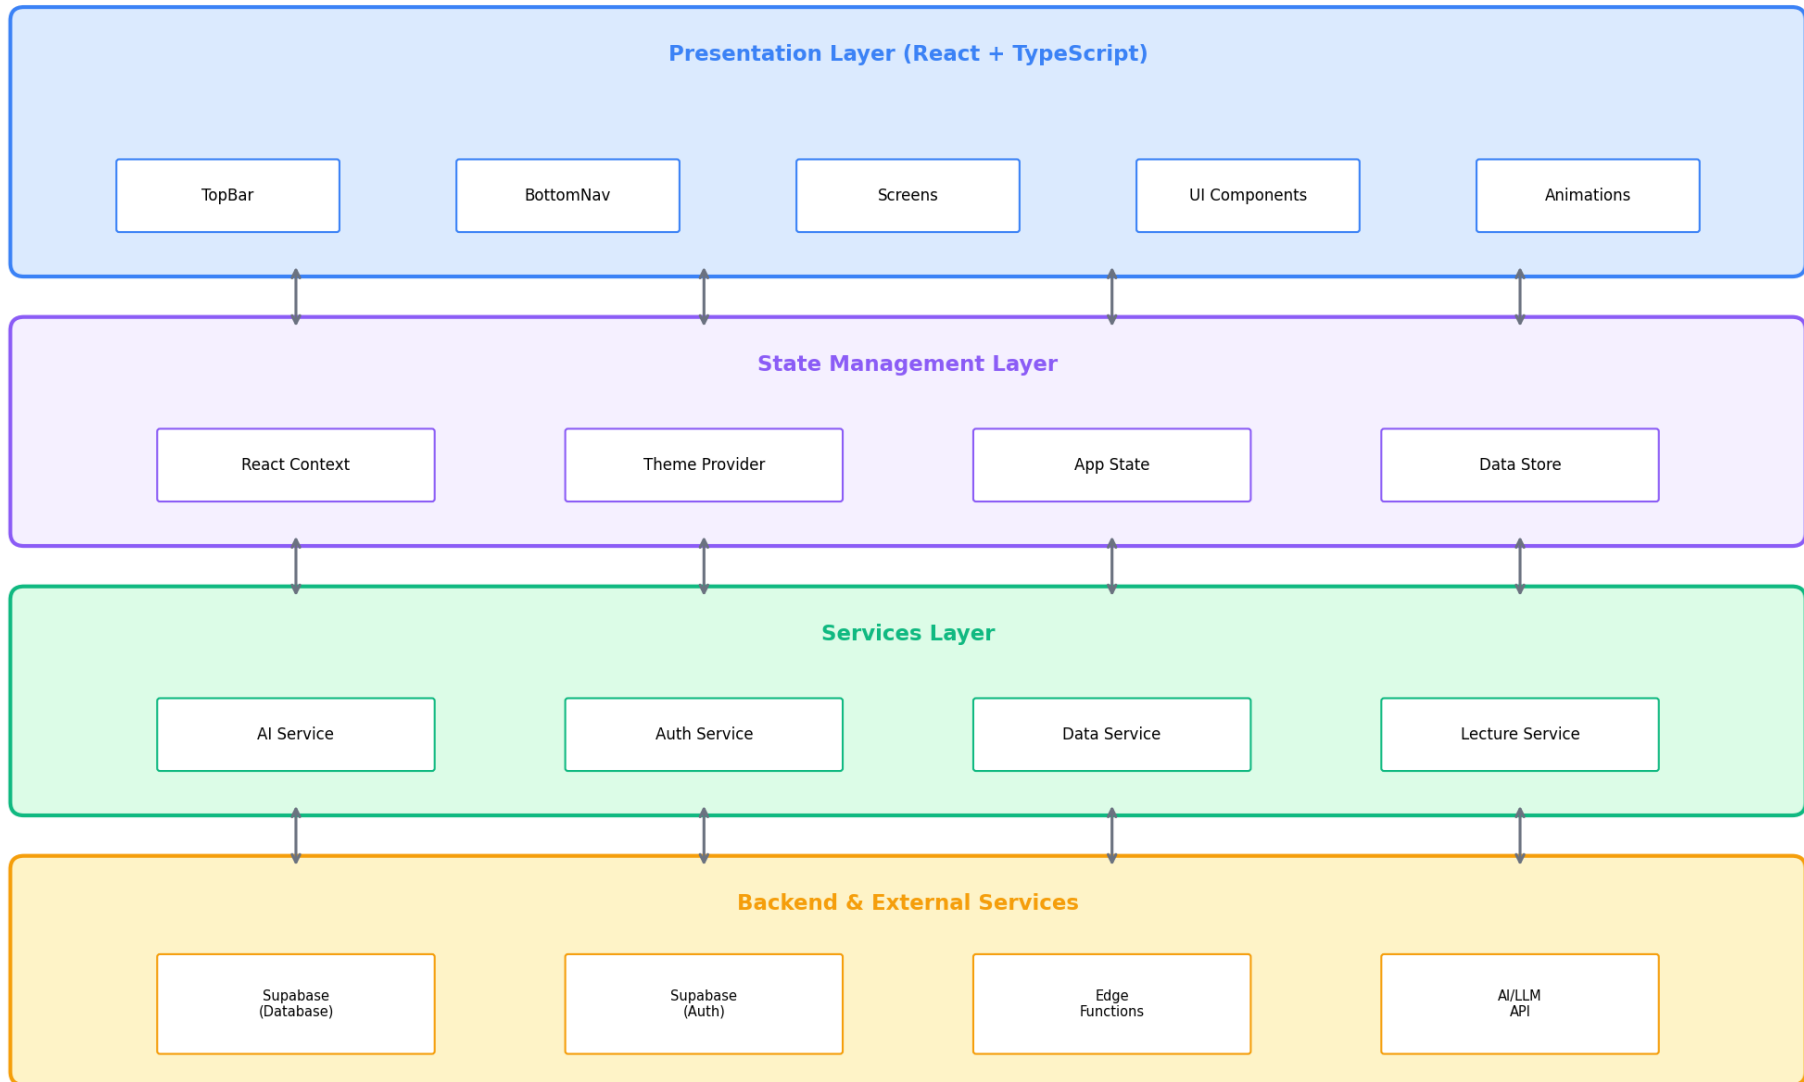 Presentation Layer (React + TypeScript)
TopBar
BottomNav
Screens
UI Components
Animations
State Management Layer
React Context
Theme Provider
App State
Data Store
Services Layer
AI Service
Auth Service
Data Service
Lecture Service
Backend & External Services
Supabase
(Database)
Supabase
(Auth)
Edge
Functions
AI/LLM
API